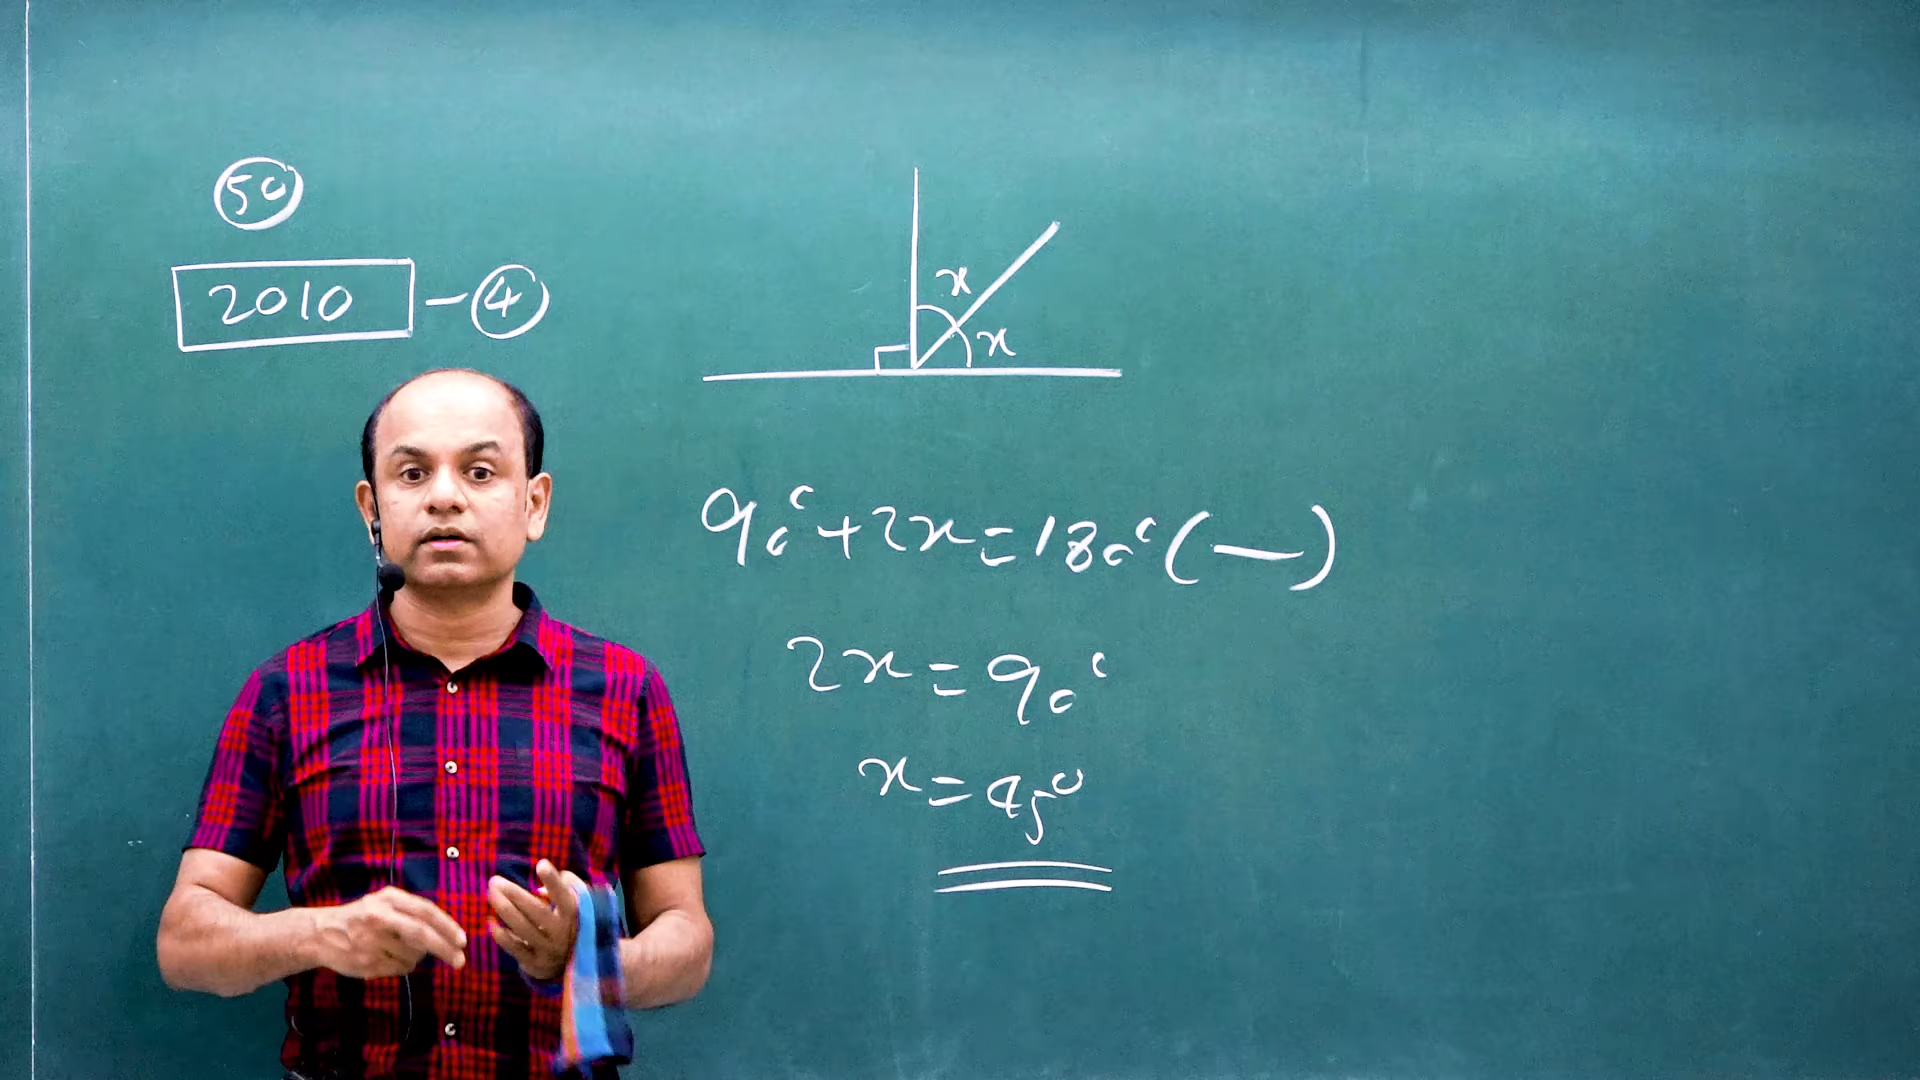 50
2010 - 4
x
x
90° + 2x = 180° ( — )
2x = 90°
x = 45°